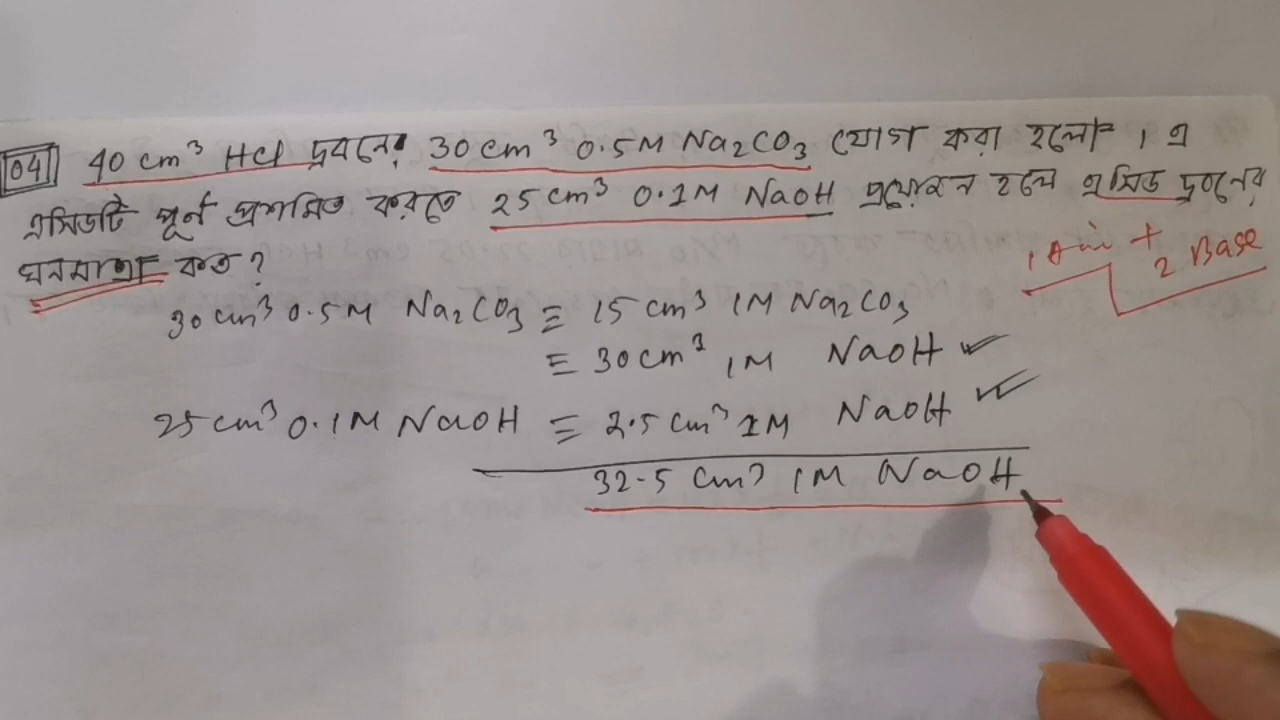 04 40 cm³ HCl দ্রবনের 30 cm³ 0.5M Na2CO3 যোগ করা হলো । এ
এসিডটি পূর্ন প্রশমিত করতে 25 cm³ 0.1M NaOH প্রয়োজন হলে এসিড দ্রবনের
ঘনমাত্রা কত ?
1 Acid + 2 Base
30 cm³ 0.5M Na2CO3 ≡ 15 cm³ 1M Na2CO3
≡ 30 cm³ 1M NaOH ✓
25 cm³ 0.1M NaOH ≡ 2.5 cm³ 1M NaOH ✓
32.5 cm³ 1M NaOH